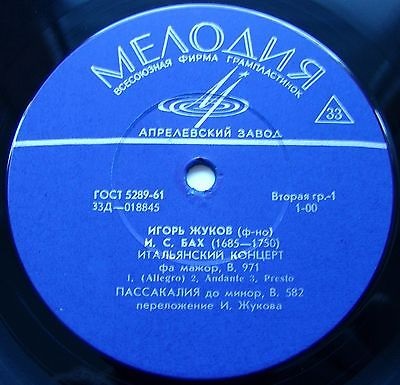 МЕЛОДИЯ
ВСЕСОЮЗНАЯ ФИРМА ГРАМПЛАСТИНОК
33
АПРЕЛЕВСКИЙ ЗАВОД
ГОСТ 5289-61
33Д-018845
Вторая гр.-1
1-00
ИГОРЬ ЖУКОВ (ф-но)
И. С. БАХ (1685—1750)
ИТАЛЬЯНСКИЙ КОНЦЕРТ
фа мажор, В. 971
1. (Allegro) 2, Andante 3, Presto
ПАССАКАЛИЯ до минор, В. 582
переложение И. Жукова